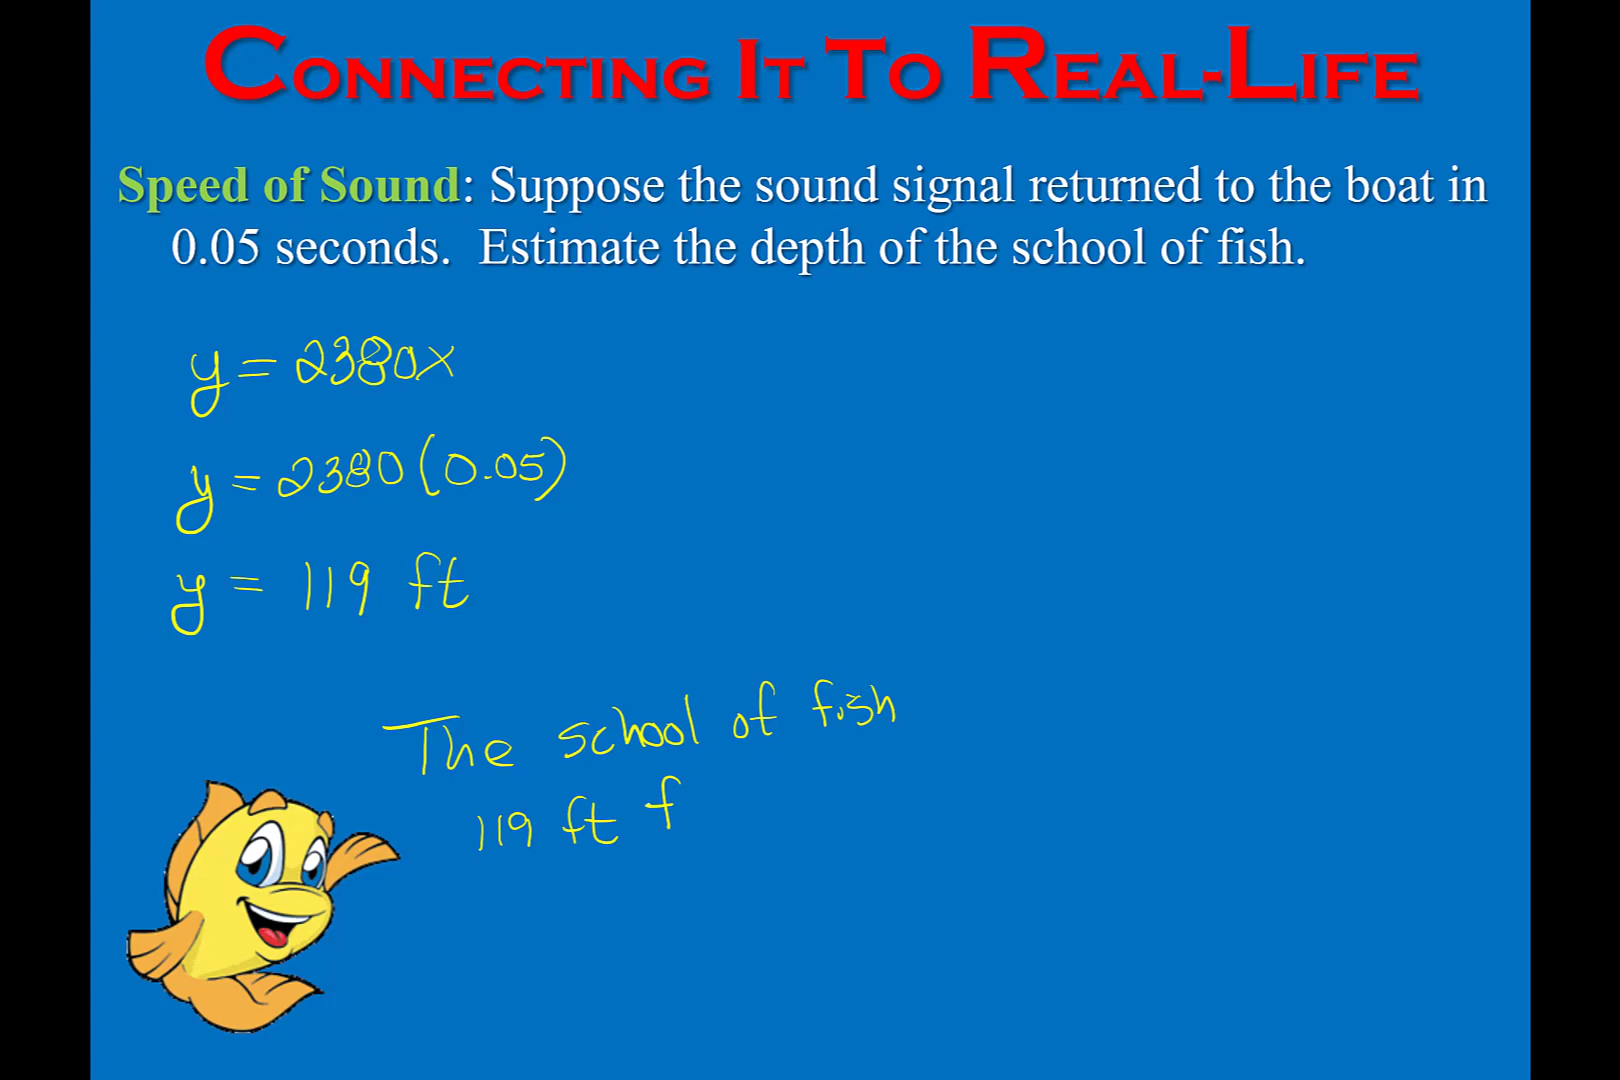 CONNECTING IT TO REAL-LIFE
Speed of Sound: Suppose the sound signal returned to the boat in
0.05 seconds. Estimate the depth of the school of fish.
y = 2380x
y = 2380(0.05)
y = 119 ft
The school of fish
119 ft f